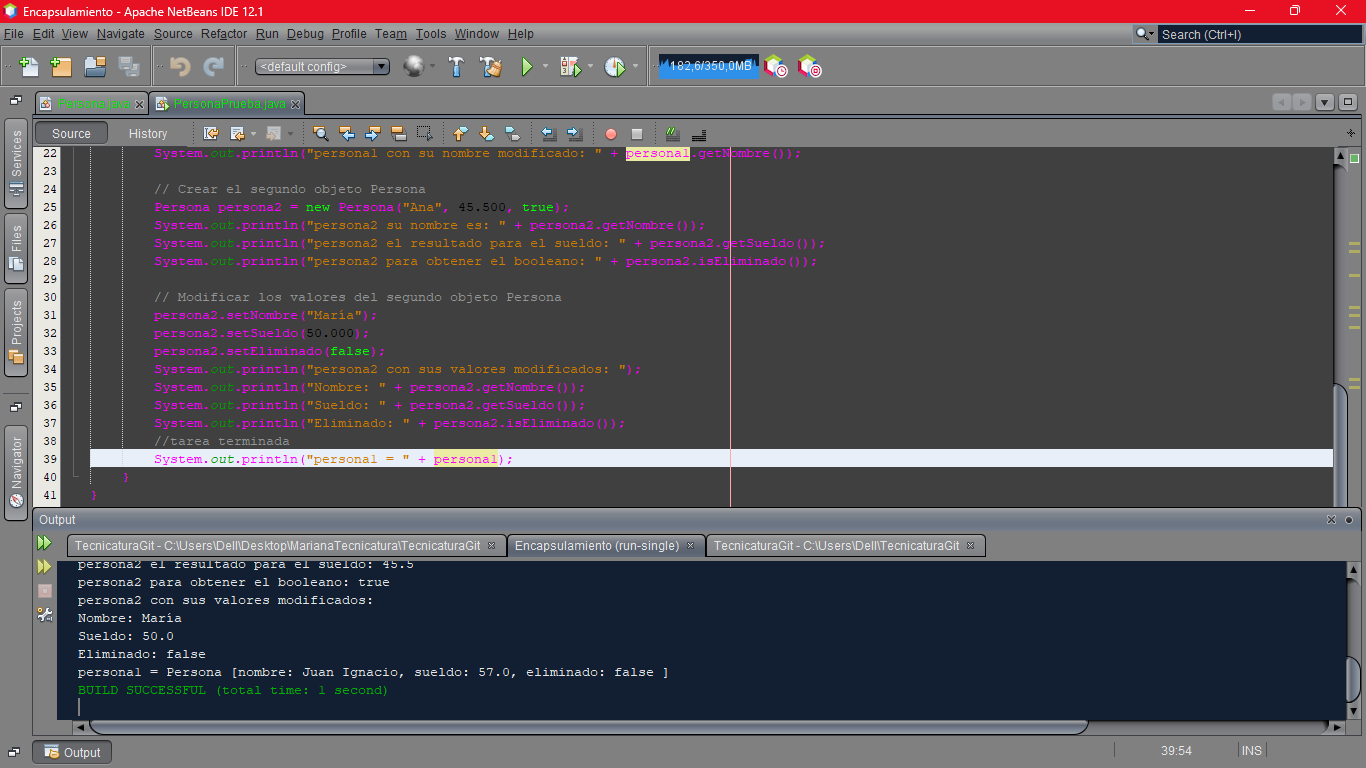 Encapsulamiento - Apache NetBeans IDE 12.1
File Edit View Navigate Source Refactor Run Debug Profile Team Tools Window Help
Search (Ctrl+I)
<default config>
182,6/350,0MB
Persona.java PersonaPrueba.java
Source History
Services
Files
Projects
Navigator
22 System.out.println("persona1 con su nombre modificado: " + persona1.getNombre());
23
24 // Crear el segundo objeto Persona
25 Persona persona2 = new Persona("Ana", 45.500, true);
26 System.out.println("persona2 su nombre es: " + persona2.getNombre());
27 System.out.println("persona2 el resultado para el sueldo: " + persona2.getSueldo());
28 System.out.println("persona2 para obtener el booleano: " + persona2.isEliminado());
29
30 // Modificar los valores del segundo objeto Persona
31 persona2.setNombre("María");
32 persona2.setSueldo(50.000);
33 persona2.setEliminado(false);
34 System.out.println("persona2 con sus valores modificados: ");
35 System.out.println("Nombre: " + persona2.getNombre());
36 System.out.println("Sueldo: " + persona2.getSueldo());
37 System.out.println("Eliminado: " + persona2.isEliminado());
38 //tarea terminada
39 System.out.println("persona1 = " + persona1);
40 }
41 }
Output
TecnicaturaGit - C:\Users\Dell\Desktop\MarianaTecnicatura\TecnicaturaGit Encapsulamiento (run-single) TecnicaturaGit - C:\Users\Dell\TecnicaturaGit
persona2 el resultado para el sueldo: 45.5
persona2 para obtener el booleano: true
persona2 con sus valores modificados:
Nombre: María
Sueldo: 50.0
Eliminado: false
persona1 = Persona [nombre: Juan Ignacio, sueldo: 57.0, eliminado: false ]
BUILD SUCCESSFUL (total time: 1 second)
Output
39:54 INS